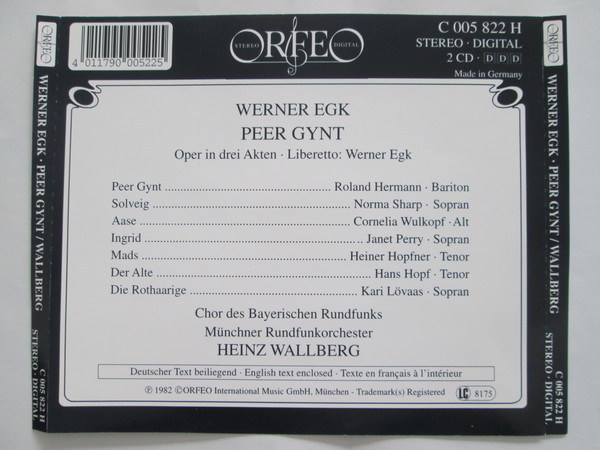 ORFEO
WERNER EGK · PEER GYNT / WALLBERG
STEREO · DIGITAL
C 005 822 H
4 011790 005225
STEREO ORFEO DIGITAL
C 005 822 H
STEREO · DIGITAL
2 CD · D D D
Made in Germany
WERNER EGK
PEER GYNT
Oper in drei Akten · Liberetto: Werner Egk
Peer Gynt ........ Roland Hermann · Bariton
Solveig ........ Norma Sharp · Sopran
Aase ........ Cornelia Wulkopf · Alt
Ingrid ........ Janet Perry · Sopran
Mads ........ Heiner Hopfner · Tenor
Der Alte ........ Hans Hopf · Tenor
Die Rothaarige ........ Kari Lövaas · Sopran
Chor des Bayerischen Rundfunks
Münchner Rundfunkorchester
HEINZ WALLBERG
Deutscher Text beiliegend · English text enclosed · Texte en français à l'intérieur
℗ 1982 ©ORFEO International Music GmbH, München - Trademark(s) Registered
LC 8175
ORFEO
WERNER EGK · PEER GYNT / WALLBERG
STEREO · DIGITAL
C 005 822 H